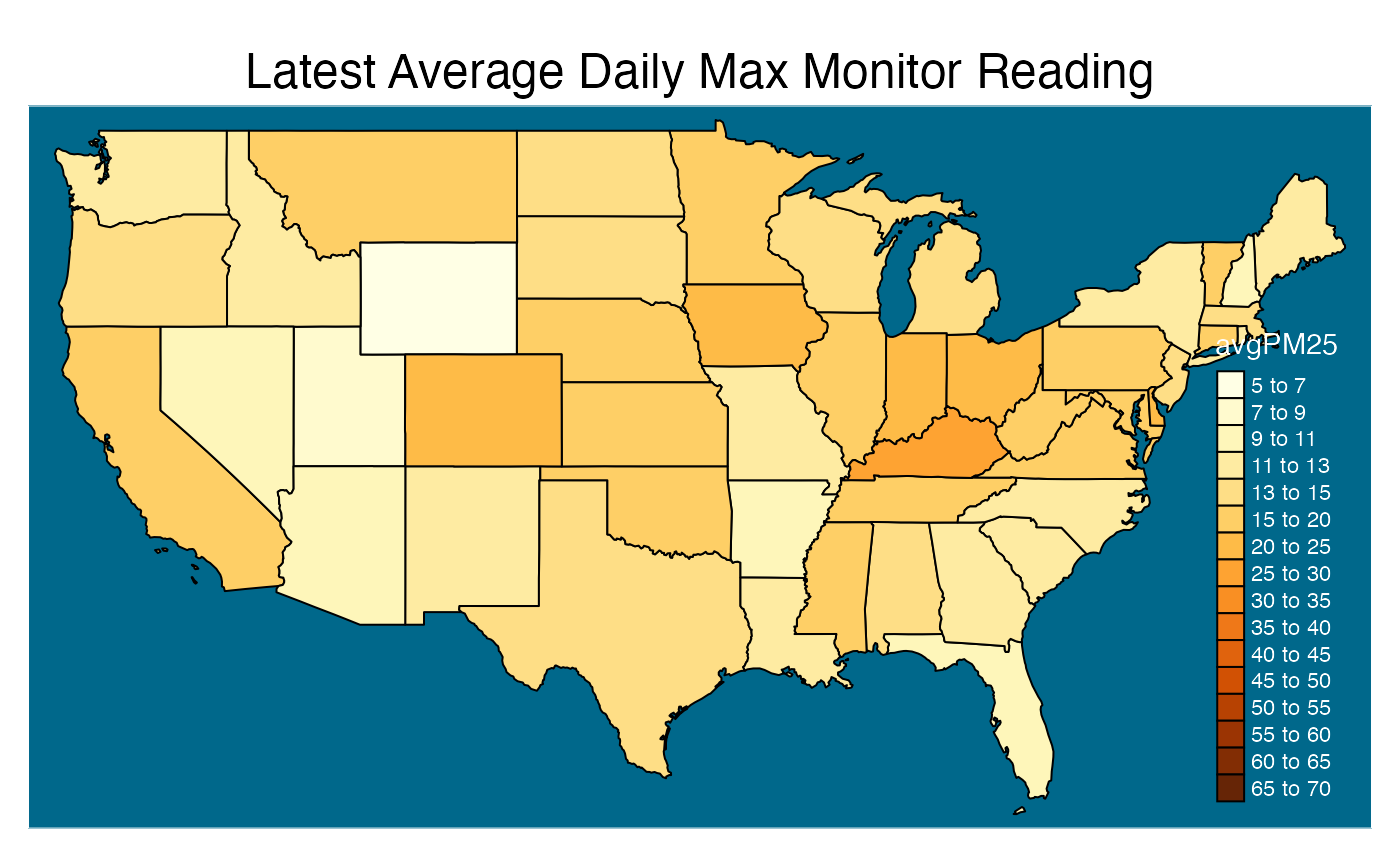 Latest Average Daily Max Monitor Reading
avgPM25
5 to 7
7 to 9
9 to 11
11 to 13
13 to 15
15 to 20
20 to 25
25 to 30
30 to 35
35 to 40
40 to 45
45 to 50
50 to 55
55 to 60
60 to 65
65 to 70